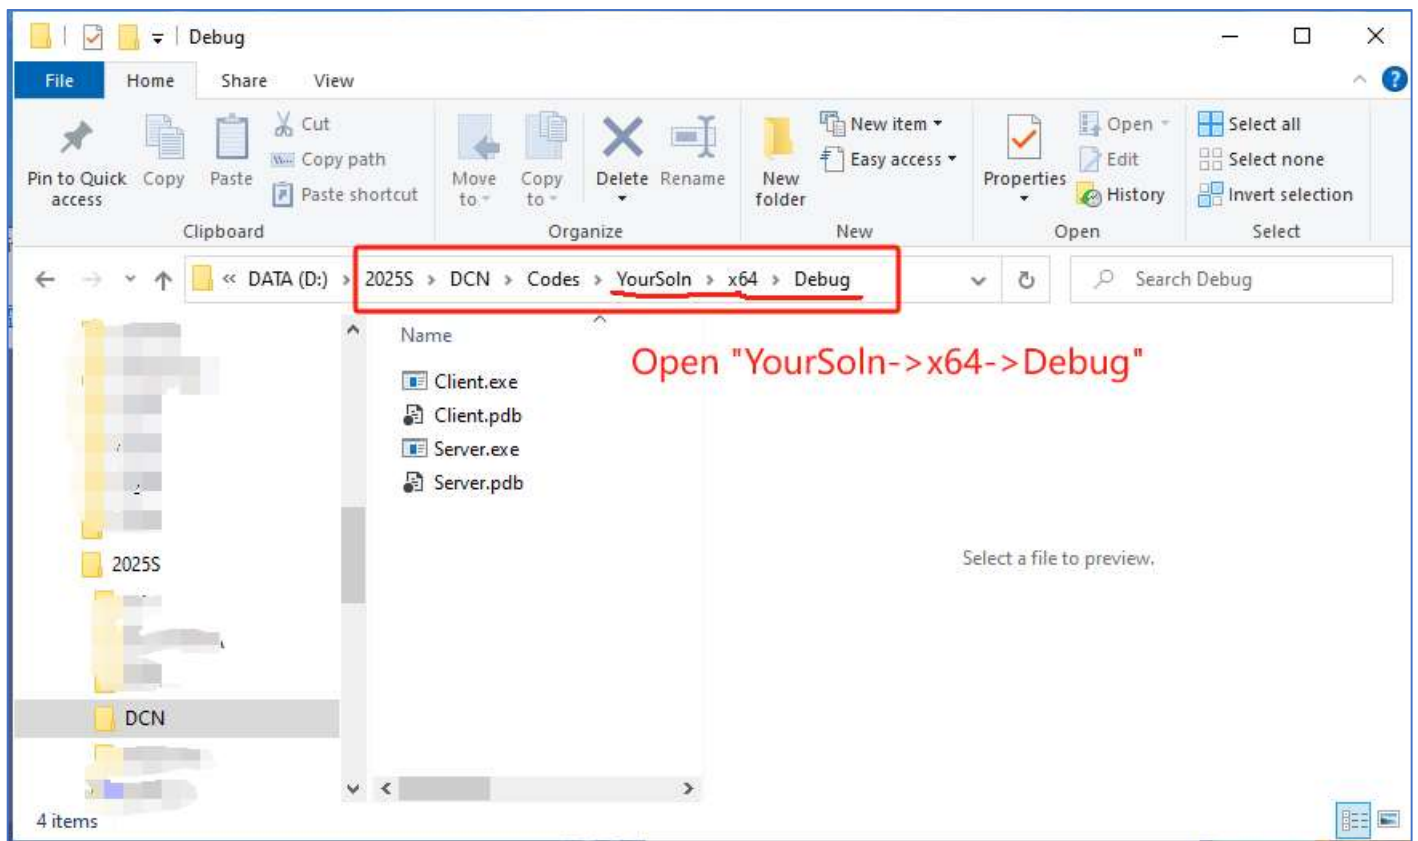 Debug
File Home Share View
Pin to Quick access
Copy
Paste
Cut
Copy path
Paste shortcut
Clipboard
Move to
Copy to
Delete
Rename
Organize
New folder
New item
Easy access
New
Properties
Open
Edit
History
Open
Select all
Select none
Invert selection
Select
« DATA (D:) > 2025S > DCN > Codes > YourSoln > x64 > Debug
Search Debug
Name
Open "YourSoln->x64->Debug"
Client.exe
Client.pdb
Server.exe
Server.pdb
2025S
DCN
Select a file to preview.
4 items